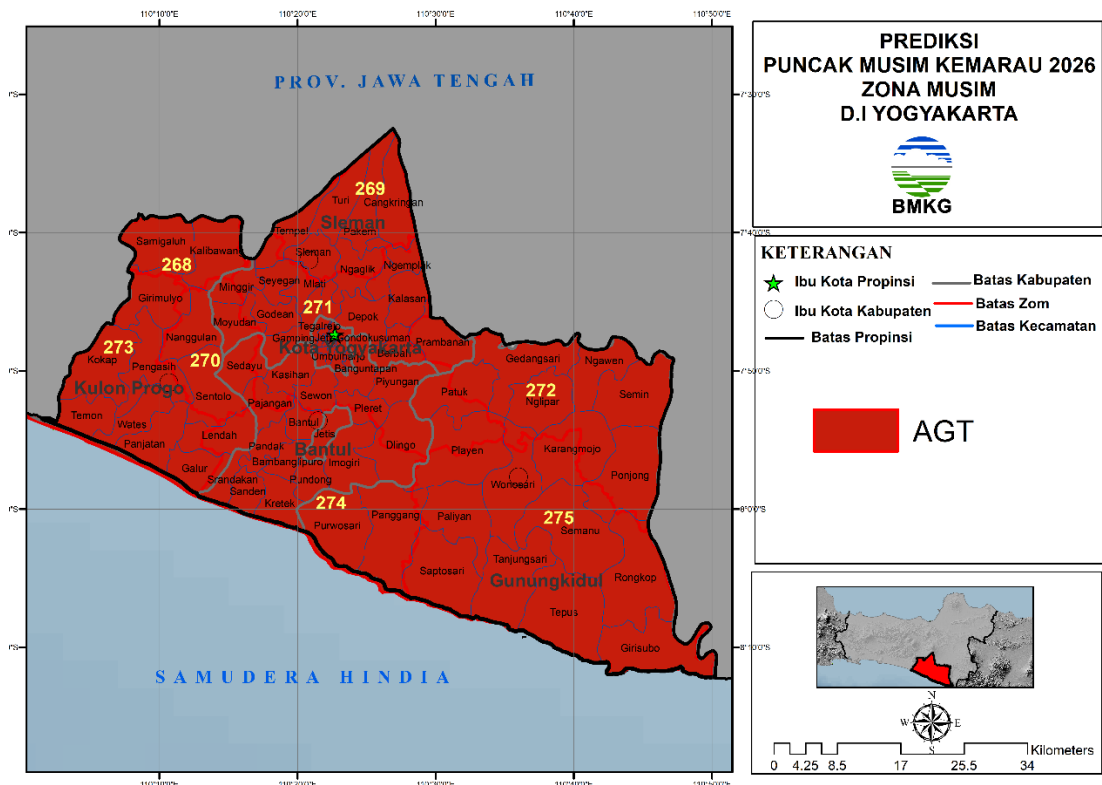 110°10'0"E
110°20'0"E
110°30'0"E
110°40'0"E
110°50'0"E
PROV. JAWA TENGAH
SAMUDERA HINDIA
7°30'0"S
7°40'0"S
7°50'0"S
8°00'0"S
8°10'0"S
269
Turi
Cangkringan
Sleman
Pakem
Tempel
Samigaluh
Kalibawang
Sleman
268
Ngaglik
Ngemplak
Seyegan
Mlati
Minggir
Girimulyo
271
Kalasan
Godean
Depok
Moyudan
Tegalrejo
Nanggulan
Gamping
Jetis
Gondokusuman
Prambanan
273
Kota Yogyakarta
Umbulharjo
Berbah
Gedangsari
Ngawen
Kokap
270
Sedayu
Banguntapan
Pengasih
Kasihan
Piyungan
Kulon Progo
272
Patuk
Nglipar
Semin
Sentolo
Pajangan
Sewon
Pleret
Temon
Wates
Bantul
Panjatan
Lendah
Jetis
Pandak
Bantul
Dlingo
Playen
Karangmojo
Galur
Bambanglipuro
Imogiri
Ponjong
Srandakan
Pundong
Wonosari
Sanden
Kretek
274
Purwosari
Panggang
Paliyan
275
Semanu
Tanjungsari
Saptosari
Gunungkidul
Rongkop
Tepus
Girisubo
PREDIKSI
PUNCAK MUSIM KEMARAU 2026
ZONA MUSIM
D.I YOGYAKARTA
BMKG
KETERANGAN
Ibu Kota Propinsi
Ibu Kota Kabupaten
Batas Propinsi
Batas Kabupaten
Batas Zom
Batas Kecamatan
AGT
N
W E
S
Kilometers
0 4.25 8.5 17 25.5 34